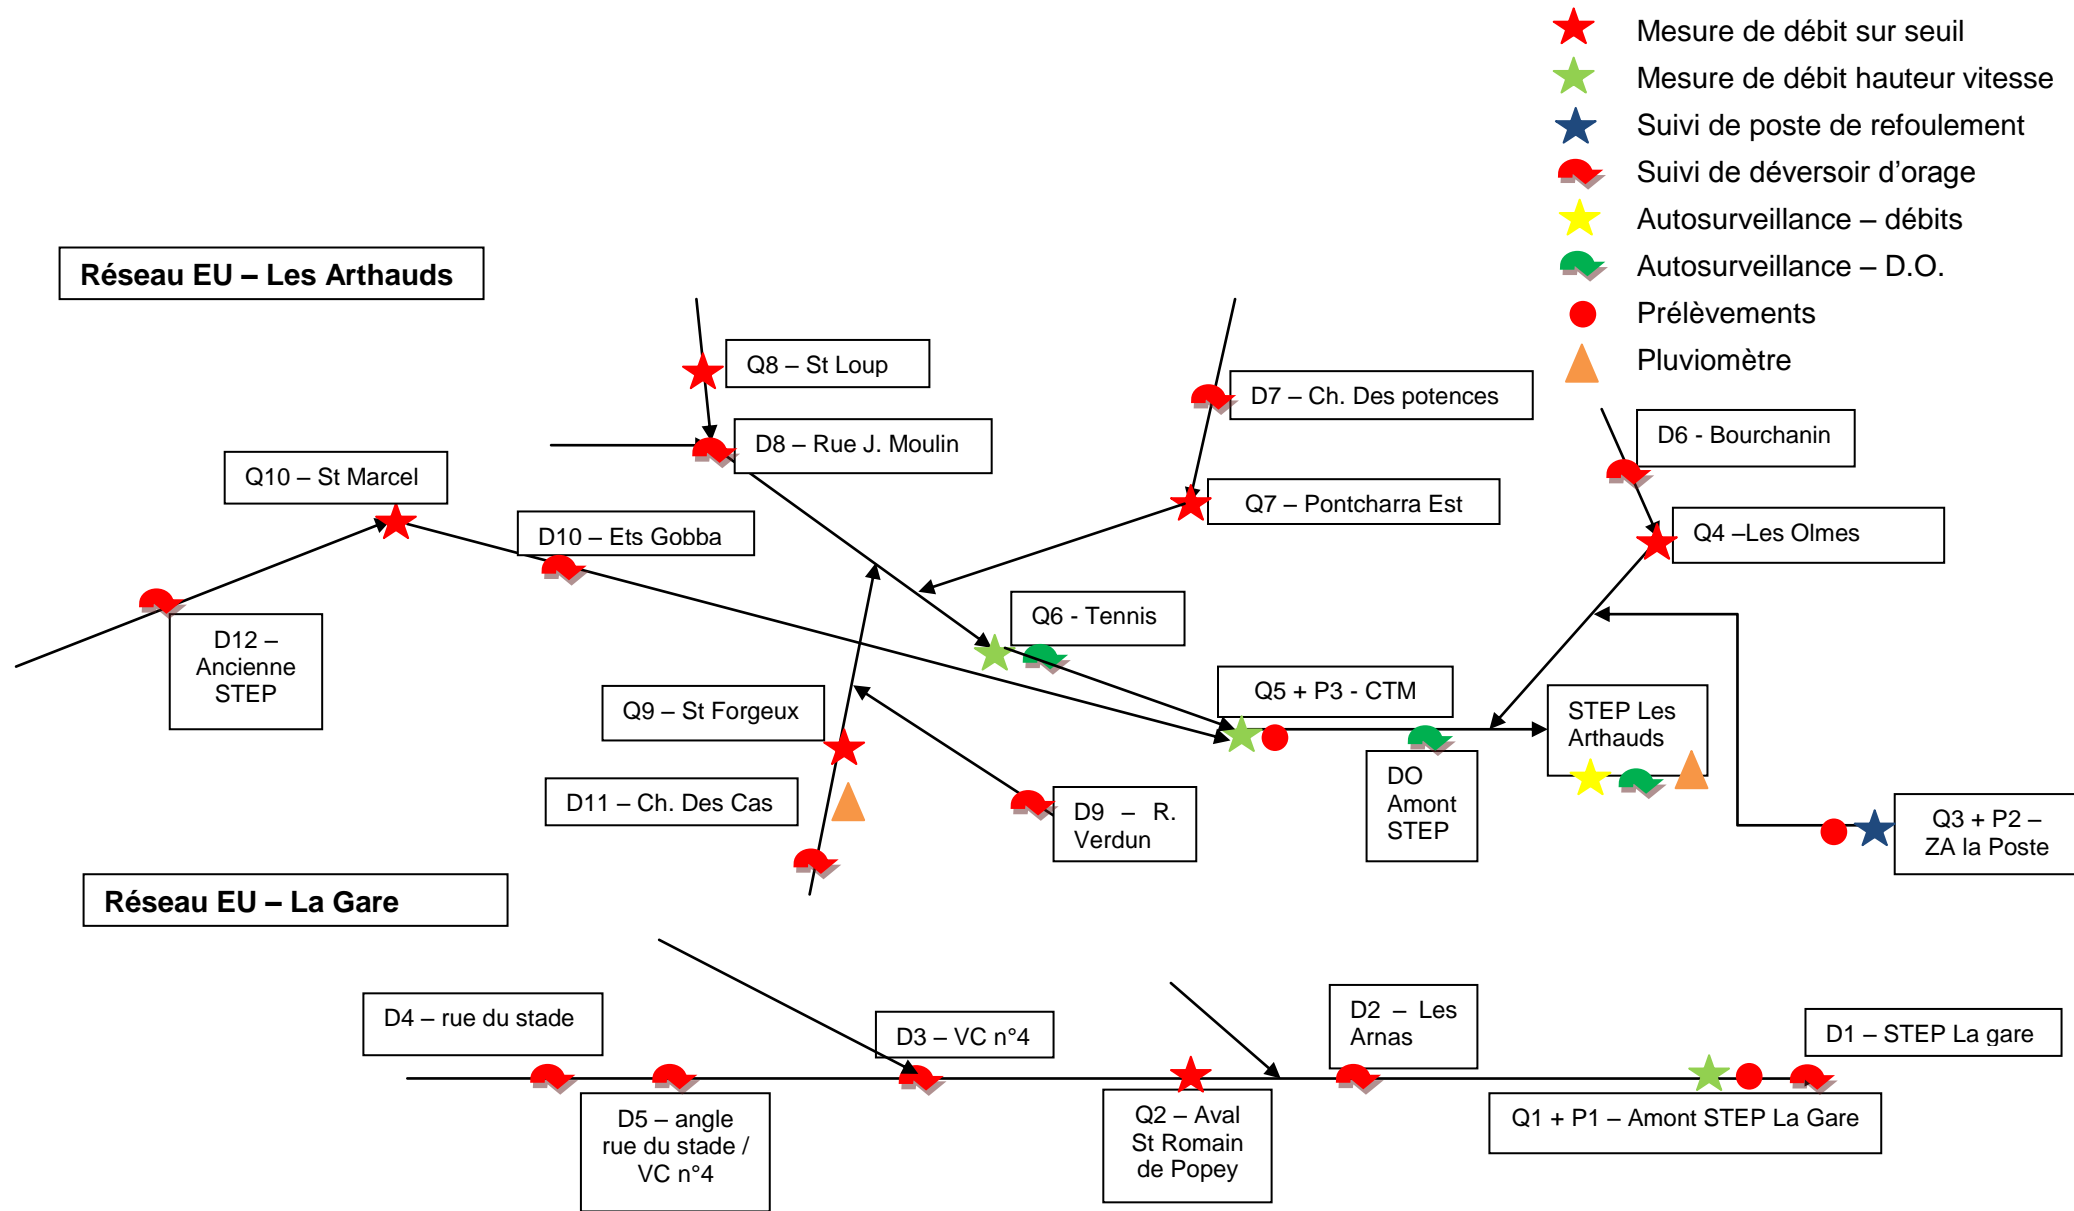 Mesure de débit sur seuil
Mesure de débit hauteur vitesse
Suivi de poste de refoulement
Suivi de déversoir d'orage
Autosurveillance – débits
Autosurveillance – D.O.
Prélèvements
Pluviomètre
Réseau EU – Les Arthauds
Q8 – St Loup
D7 – Ch. Des potences
D8 – Rue J. Moulin
D6 - Bourchanin
Q10 – St Marcel
Q7 – Pontcharra Est
D10 – Ets Gobba
Q4 –Les Olmes
D12 –
Ancienne
STEP
Q6 - Tennis
Q9 – St Forgeux
Q5 + P3 - CTM
STEP Les
Arthauds
D11 – Ch. Des Cas
D9 – R.
Verdun
DO
Amont
STEP
Q3 + P2 –
ZA la Poste
Réseau EU – La Gare
D4 – rue du stade
D3 – VC n°4
D2 – Les
Arnas
D1 – STEP La gare
D5 – angle
rue du stade /
VC n°4
Q2 – Aval
St Romain
de Popey
Q1 + P1 – Amont STEP La Gare